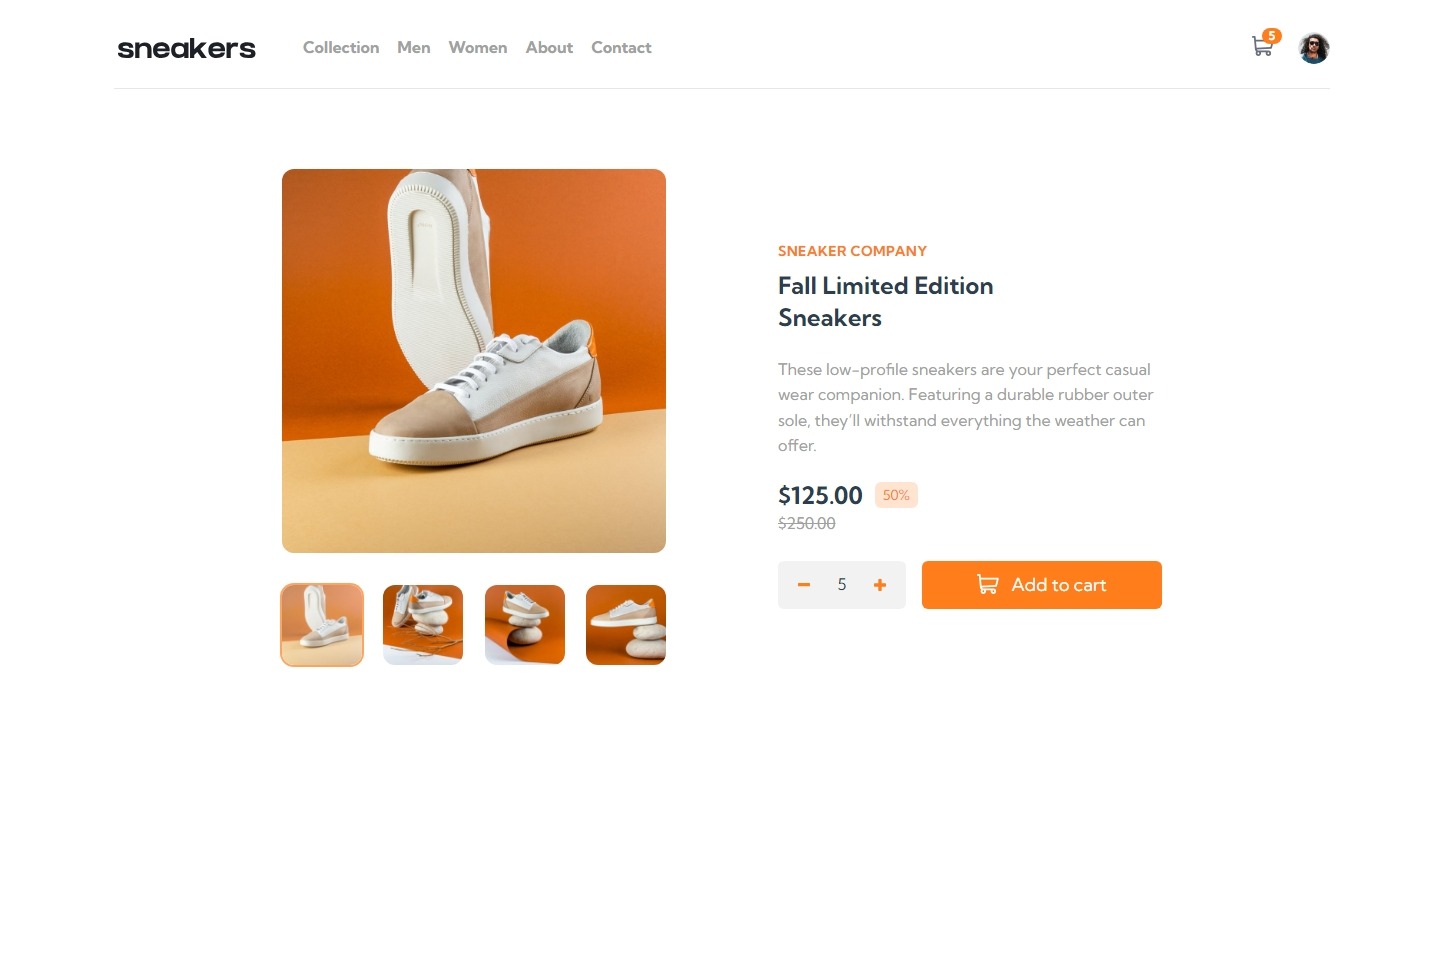 sneakers Collection Men Women About Contact 5
SNEAKER COMPANY
Fall Limited Edition
Sneakers
These low-profile sneakers are your perfect casual
wear companion. Featuring a durable rubber outer
sole, they’ll withstand everything the weather can
offer.
$125.00 50%
$250.00
5 Add to cart